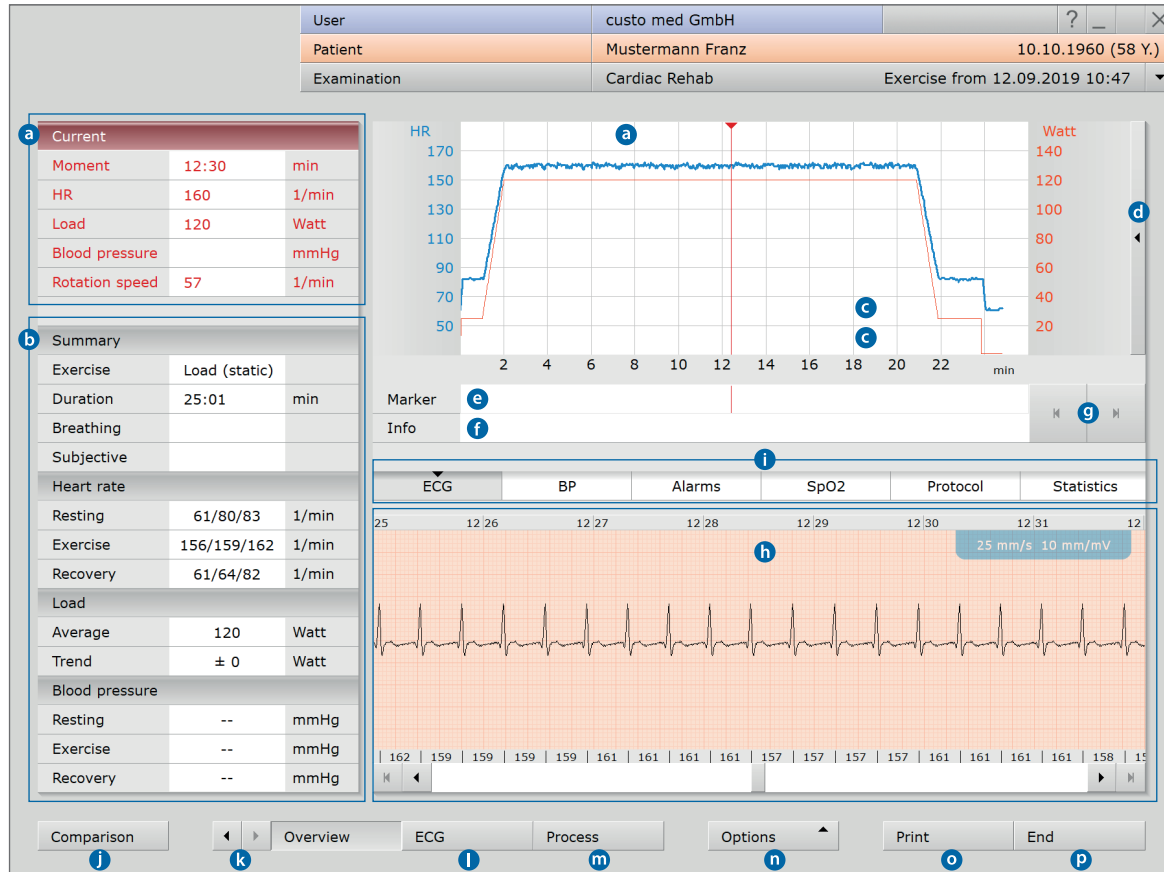 User custo med GmbH ? _ X
Patient Mustermann Franz 10.10.1960 (58 Y.)
Examination Cardiac Rehab Exercise from 12.09.2019 10:47
a Current
Moment 12:30 min
HR 160 1/min
Load 120 Watt
Blood pressure mmHg
Rotation speed 57 1/min
b Summary
Exercise Load (static)
Duration 25:01 min
Breathing
Subjective
Heart rate
Resting 61/80/83 1/min
Exercise 156/159/162 1/min
Recovery 61/64/82 1/min
Load
Average 120 Watt
Trend ± 0 Watt
Blood pressure
Resting -- mmHg
Exercise -- mmHg
Recovery -- mmHg
HR a Watt
170 140
150 120
130 100
d
110 80
90 60
70 40
c
50 20
c
2 4 6 8 10 12 14 16 18 20 22 min
Marker e
Info f
g
i
ECG BP Alarms SpO2 Protocol Statistics
25 12 26 12 27 12 28 12 29 12 30 12 31 12
h
25 mm/s 10 mm/mV
162 159 159 159 159 161 161 161 161 157 157 157 157 161 161 161 161 158 15
Comparison Overview ECG Process Options Print End
j k l m n o p